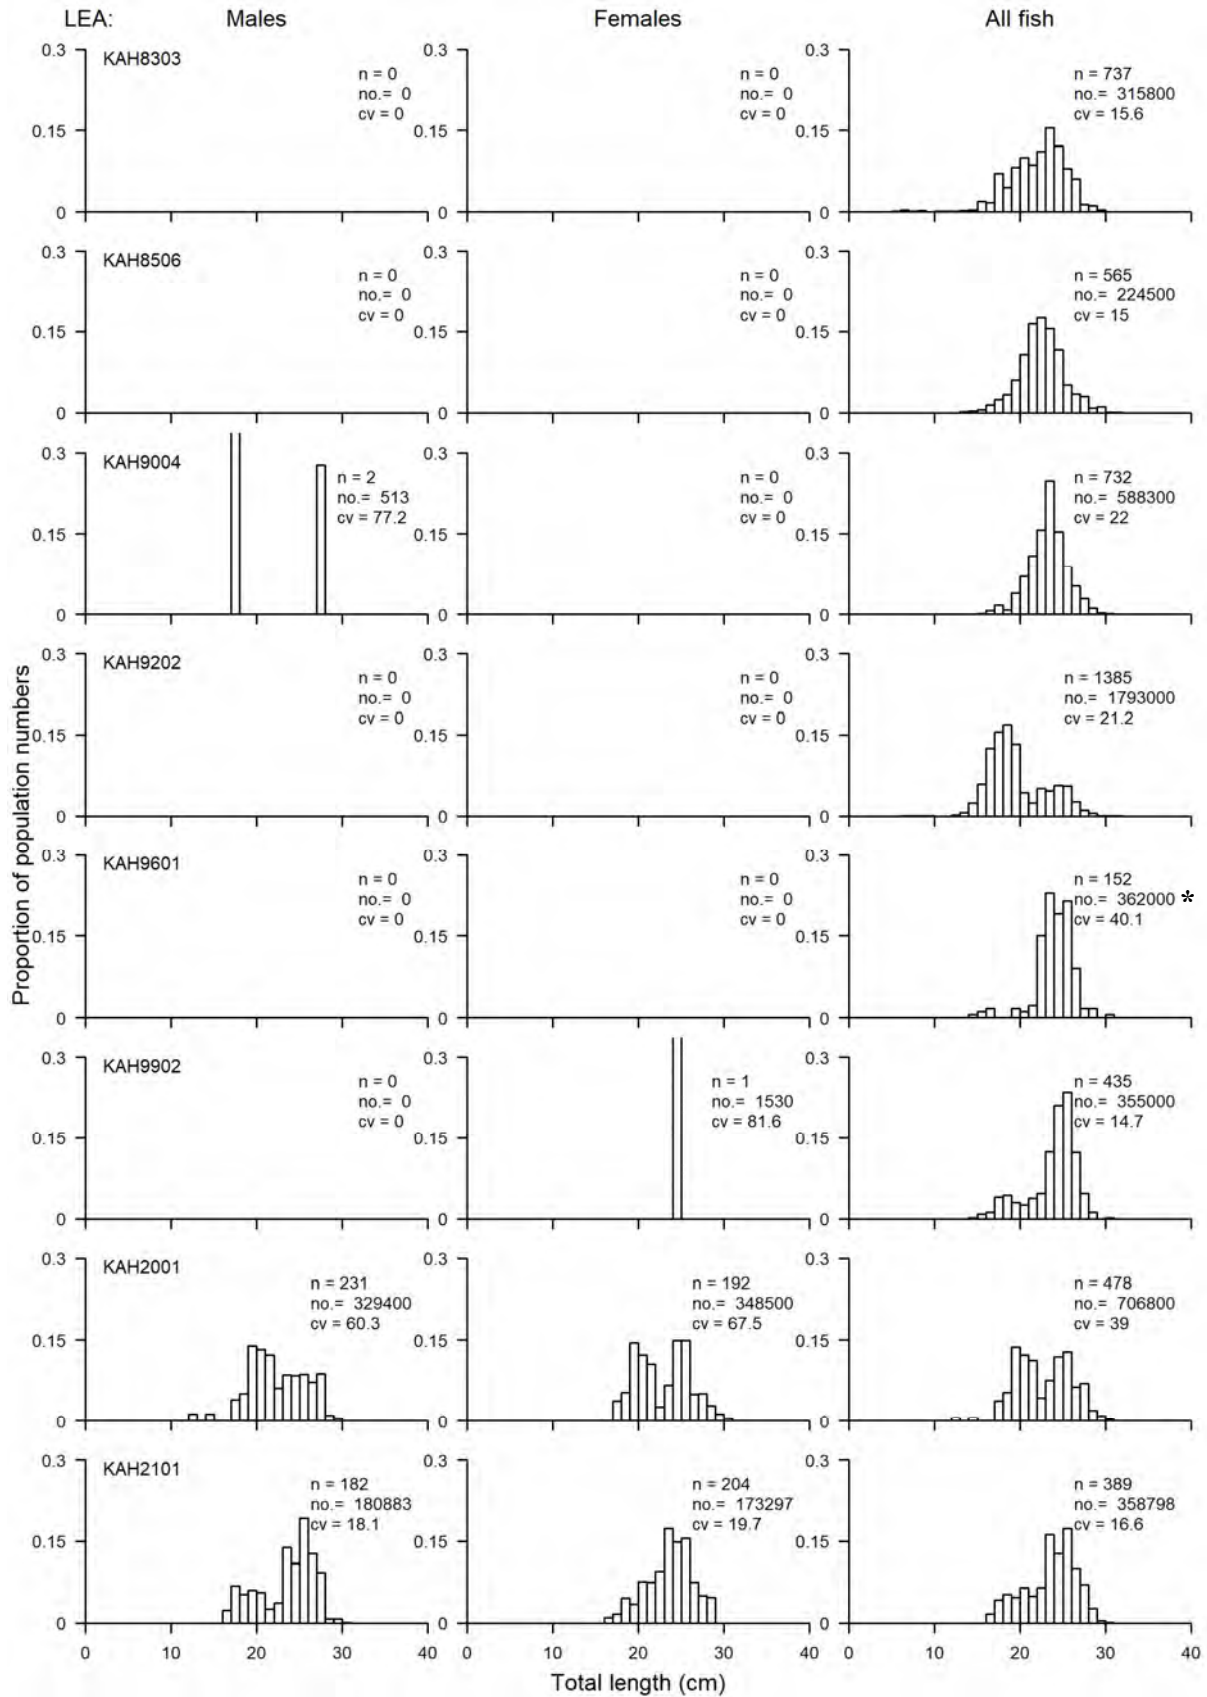 LEA: Males Females All fish
KAH8303
0.3 0.3 0.3
n = 0 n = 0 n = 737
no.= 0 no.= 0 no.= 315800
cv = 0 cv = 0 cv = 15.6
0.15 0.15 0.15
0 0 0
KAH8506
0.3 0.3 0.3
n = 0 n = 0 n = 565
no.= 0 no.= 0 no.= 224500
cv = 0 cv = 0 cv = 15
0.15 0.15 0.15
0 0 0
KAH9004
0.3 0.3 0.3
n = 2 n = 0 n = 732
no.= 513 no.= 0 no.= 588300
cv = 77.2 cv = 0 cv = 22
0.15 0.15 0.15
0 0 0
KAH9202
0.3 0.3 0.3
n = 0 n = 0 n = 1385
no.= 0 no.= 0 no.= 1793000
cv = 0 cv = 0 cv = 21.2
0.15 0.15 0.15
0 0 0
Proportion of population numbers
KAH9601
0.3 0.3 0.3
n = 0 n = 0 n = 152
no.= 0 no.= 0 no.= 362000 *
cv = 0 cv = 0 cv = 40.1
0.15 0.15 0.15
0 0 0
KAH9902
0.3 0.3 0.3
n = 0 n = 1 n = 435
no.= 0 no.= 1530 no.= 355000
cv = 0 cv = 81.6 cv = 14.7
0.15 0.15 0.15
0 0 0
KAH2001
0.3 0.3 0.3
n = 231 n = 192 n = 478
no.= 329400 no.= 348500 no.= 706800
cv = 60.3 cv = 67.5 cv = 39
0.15 0.15 0.15
0 0 0
KAH2101
0.3 0.3 0.3
n = 182 n = 204 n = 389
no.= 180883 no.= 173297 no.= 358798
cv = 18.1 cv = 19.7 cv = 16.6
0.15 0.15 0.15
0 0 0
0 10 20 30 40 0 10 20 30 40 0 10 20 30 40
Total length (cm)